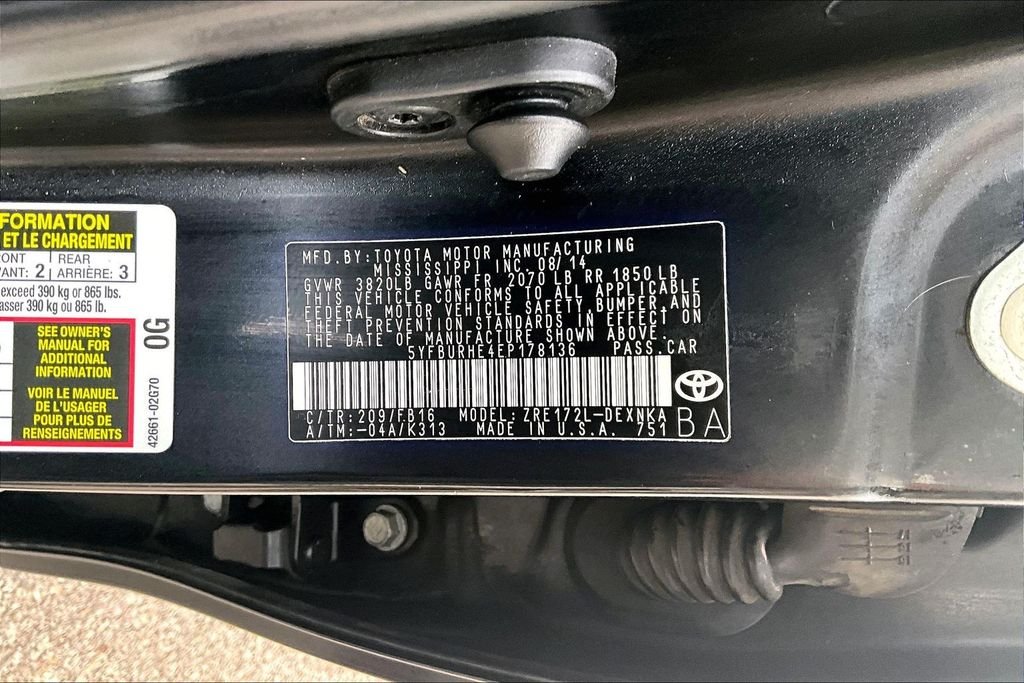 FORMATION
ET LE CHARGEMENT
RONT
REAR
VANT: 2
ARRIÈRE: 3
exceed 390 kg or 865 lbs.
asser 390 kg ou 865 lb.
SEE OWNER'S
MANUAL FOR
ADDITIONAL
INFORMATION
VOIR LE MANUEL
DE L'USAGER
POUR PLUS DE
RENSEIGNEMENTS
0G
42661-02G70
MFD.BY:TOYOTA MOTOR MANUFACTURING
MISSISSIPPI INC. 08/14
GVWR 3820LB GAWR FR 2070 LB RR 1850 LB
THIS VEHICLE CONFORMS TO ALL APPLICABLE
FEDERAL MOTOR VEHICLE SAFETY, BUMPER, AND
THEFT PREVENTION STANDARDS IN EFFECT ON
THE DATE OF MANUFACTURE SHOWN ABOVE.
5YFBURHE4EP178136 PASS.CAR
C/TR:209/FB16 MODEL:ZRE172L-DEXNKA
A/TM:-04A/K313 MADE IN U.S.A. 751
BA